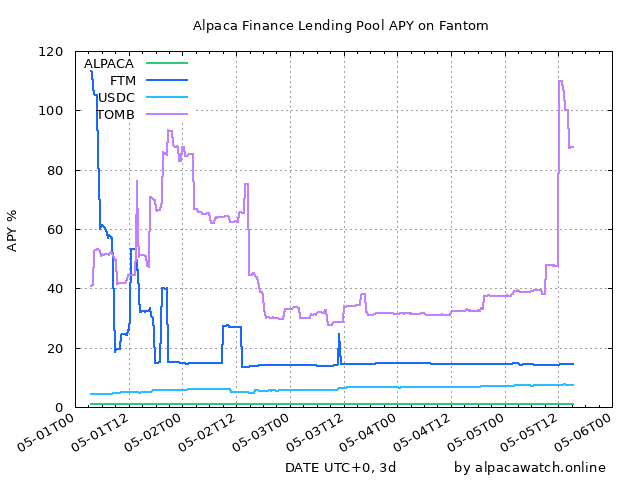 Alpaca Finance Lending Pool APY on Fantom
120
100
80
60
40
20
0
APY %
ALPACA
FTM
USDC
TOMB
05-01T00
05-01T12
05-02T00
05-02T12
05-03T00
05-03T12
05-04T00
05-04T12
05-05T00
05-05T12
05-06T00
DATE UTC+0, 3d
by alpacawatch.online